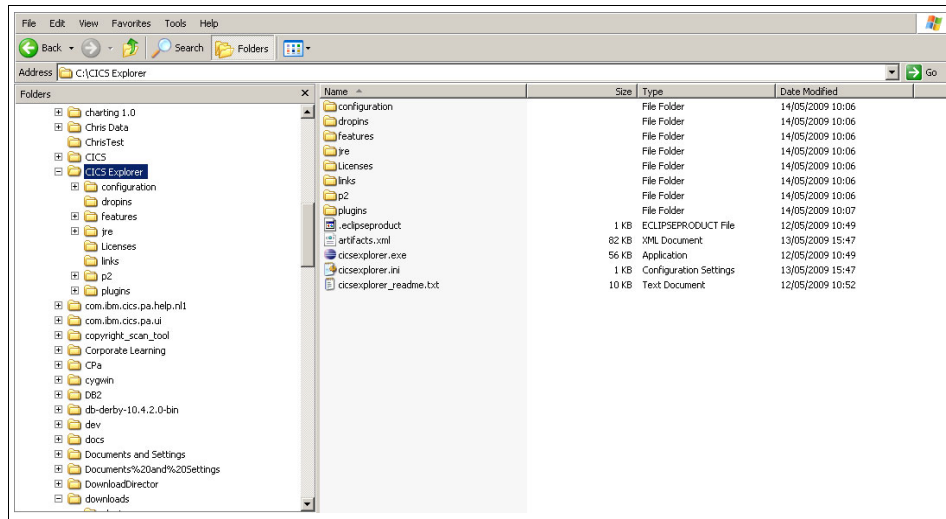 File Edit View Favorites Tools Help
Back Search Folders
Address C:\CICS Explorer Go
Folders x
charting 1.0
Chris Data
ChrisTest
CICS
CICS Explorer
configuration
dropins
features
jre
Licenses
links
p2
plugins
com.ibm.cics.pa.help.nl1
com.ibm.cics.pa.ui
copyright_scan_tool
Corporate Learning
CPa
cygwin
DB2
db-derby-10.4.2.0-bin
dev
docs
Documents and Settings
Documents%20and%20Settings
DownloadDirector
downloads
Name Size Type Date Modified
configuration File Folder 14/05/2009 10:06
dropins File Folder 14/05/2009 10:06
features File Folder 14/05/2009 10:06
jre File Folder 14/05/2009 10:06
Licenses File Folder 14/05/2009 10:06
links File Folder 14/05/2009 10:06
p2 File Folder 14/05/2009 10:06
plugins File Folder 14/05/2009 10:07
.eclipseproduct 1 KB ECLIPSEPRODUCT File 12/05/2009 10:49
artifacts.xml 82 KB XML Document 13/05/2009 15:47
cicsexplorer.exe 56 KB Application 12/05/2009 10:49
cicsexplorer.ini 1 KB Configuration Settings 13/05/2009 15:47
cicsexplorer_readme.txt 10 KB Text Document 12/05/2009 10:52